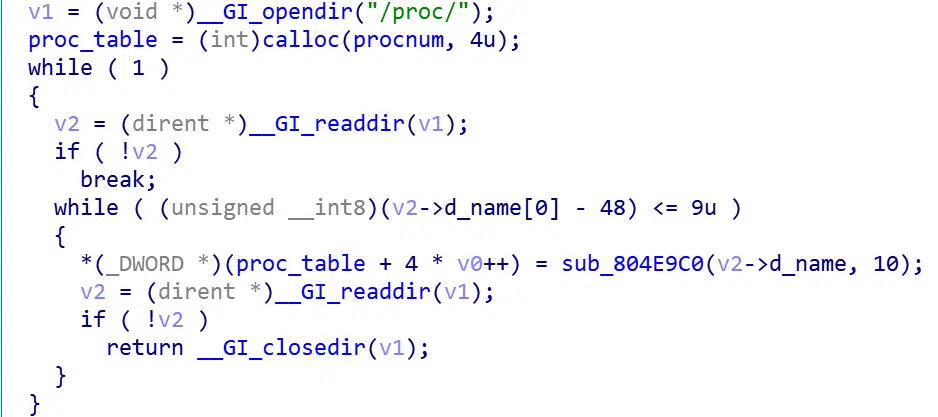 v1 = (void *)__GI_opendir("/proc/");
proc_table = (int)calloc(procnum, 4u);
while ( 1 )
{
v2 = (dirent *)__GI_readdir(v1);
if ( !v2 )
break;
while ( (unsigned __int8)(v2->d_name[0] - 48) <= 9u )
{
*(_DWORD *)(proc_table + 4 * v0++) = sub_804E9C0(v2->d_name, 10);
v2 = (dirent *)__GI_readdir(v1);
if ( !v2 )
return __GI_closedir(v1);
}
}